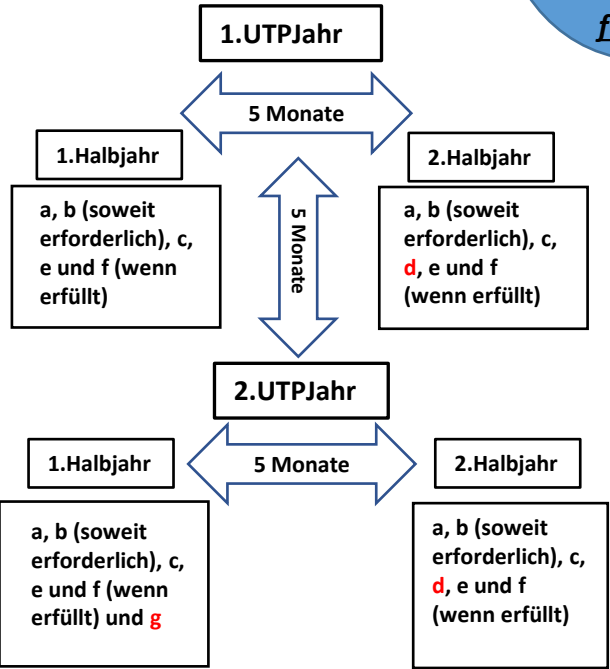 1.UTPJahr
f
5 Monate
1.Halbjahr
2.Halbjahr
a, b (soweit
erforderlich), c,
e und f (wenn
erfüllt)
5 Monate
a, b (soweit
erforderlich), c,
d, e und f
(wenn erfüllt)
2.UTPJahr
1.Halbjahr
5 Monate
2.Halbjahr
a, b (soweit
erforderlich), c,
e und f (wenn
erfüllt) und g
a, b (soweit
erforderlich), c,
d, e und f
(wenn erfüllt)